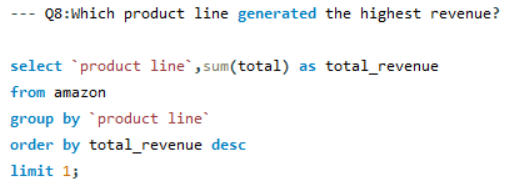 --- Q8:Which product line generated the highest revenue?
select `product line`,sum(total) as total_revenue
from amazon
group by `product line`
order by total_revenue desc
limit 1;